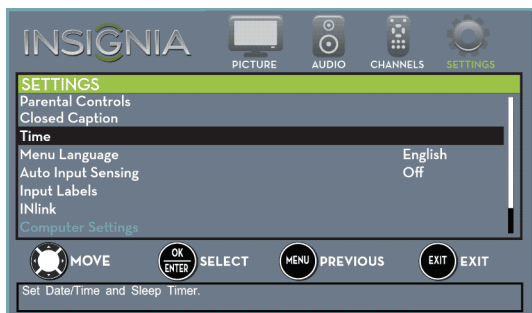 INSIGNIA
PICTURE AUDIO CHANNELS SETTINGS
SETTINGS
Parental Controls
Closed Caption
Time
Menu Language English
Auto Input Sensing Off
Input Labels
INlink
Computer Settings
MOVE OK ENTER SELECT MENU PREVIOUS EXIT EXIT
Set Date/Time and Sleep Timer.